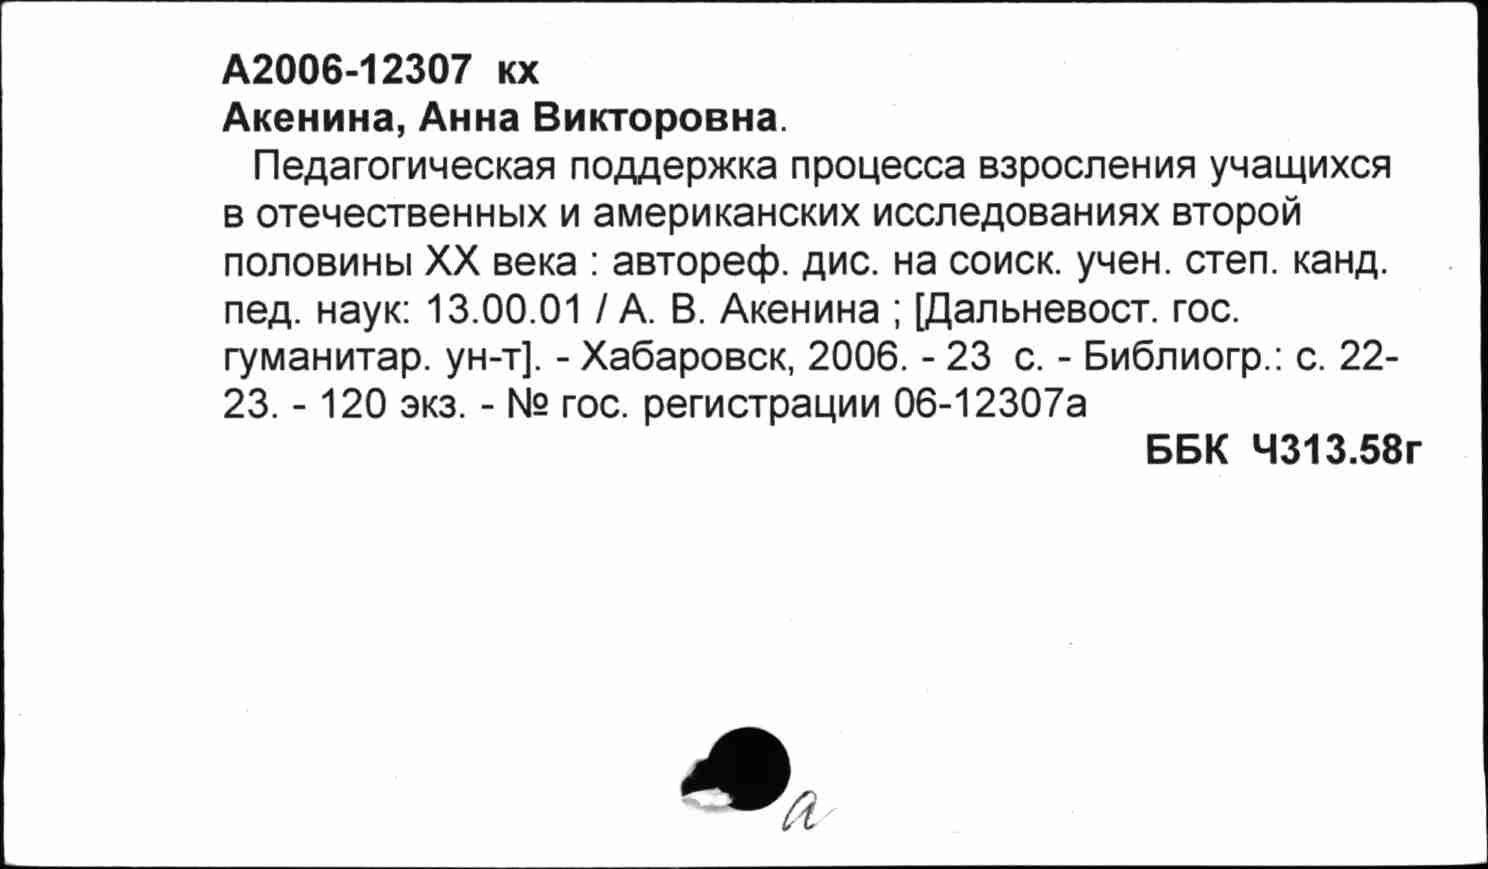 А2006-12307 кх
Акенина, Анна Викторовна.
Педагогическая поддержка процесса взросления учащихся
в отечественных и американских исследованиях второй
половины XX века : автореф. дис. на соиск. учен. степ. канд.
пед. наук: 13.00.01 / А. В. Акенина ; [Дальневост. гос.
гуманитар. ун-т]. - Хабаровск, 2006. - 23 с. - Библиогр.: с. 22-
23. - 120 экз. - № гос. регистрации 06-12307а
ББК Ч313.58г
а